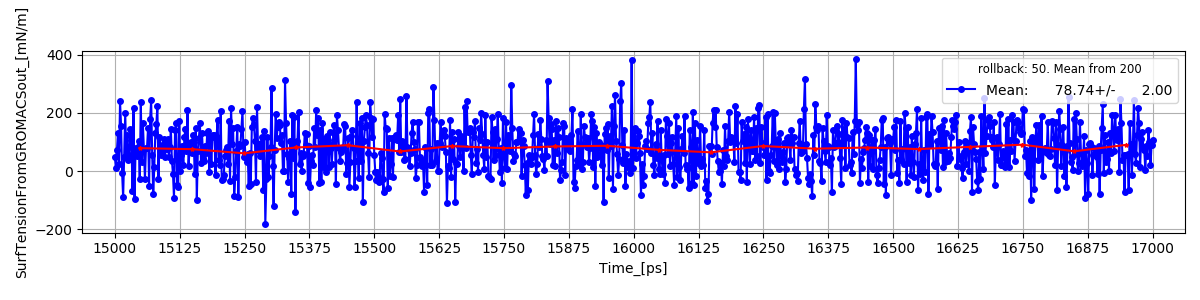 SurfTensionFromGROMACSout_[mN/m]
400
200
0
−200
rollback: 50. Mean from 200
Mean: 78.74+/- 2.00
15000 15125 15250 15375 15500 15625 15750 15875 16000 16125 16250 16375 16500 16625 16750 16875 17000
Time_[ps]